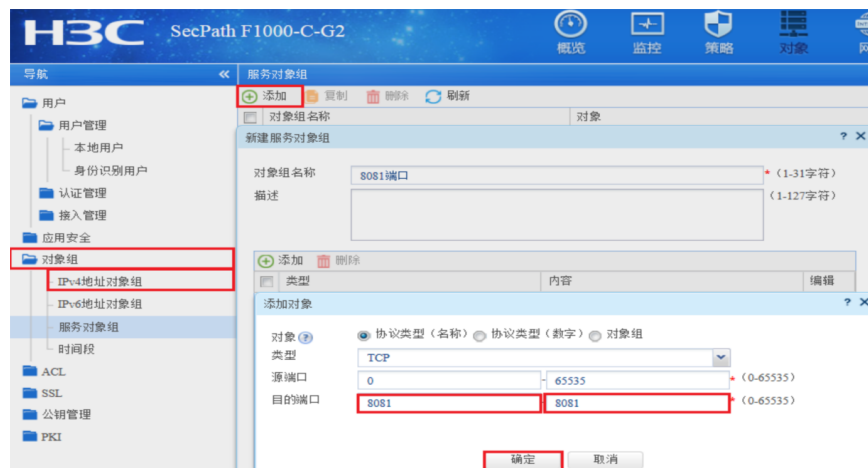 H3C SecPath F1000-C-G2
概览 监控 策略 对象
导航 服务对象组
用户
用户管理
本地用户
身份识别用户
认证管理
接入管理
应用安全
对象组
IPv4地址对象组
IPv6地址对象组
服务对象组
时间段
ACL
SSL
公钥管理
PKI
添加 复制 删除 刷新
对象组名称 对象
新建服务对象组 ?
对象组名称 8081端口 * (1-31字符)
描述 (1-127字符)
添加 删除
类型 内容 编辑
添加对象 ?
对象 ? 协议类型（名称） 协议类型（数字） 对象组
类型 TCP
源端口 0 - 65535 * (0-65535)
目的端口 8081 - 8081 * (0-65535)
确定 取消